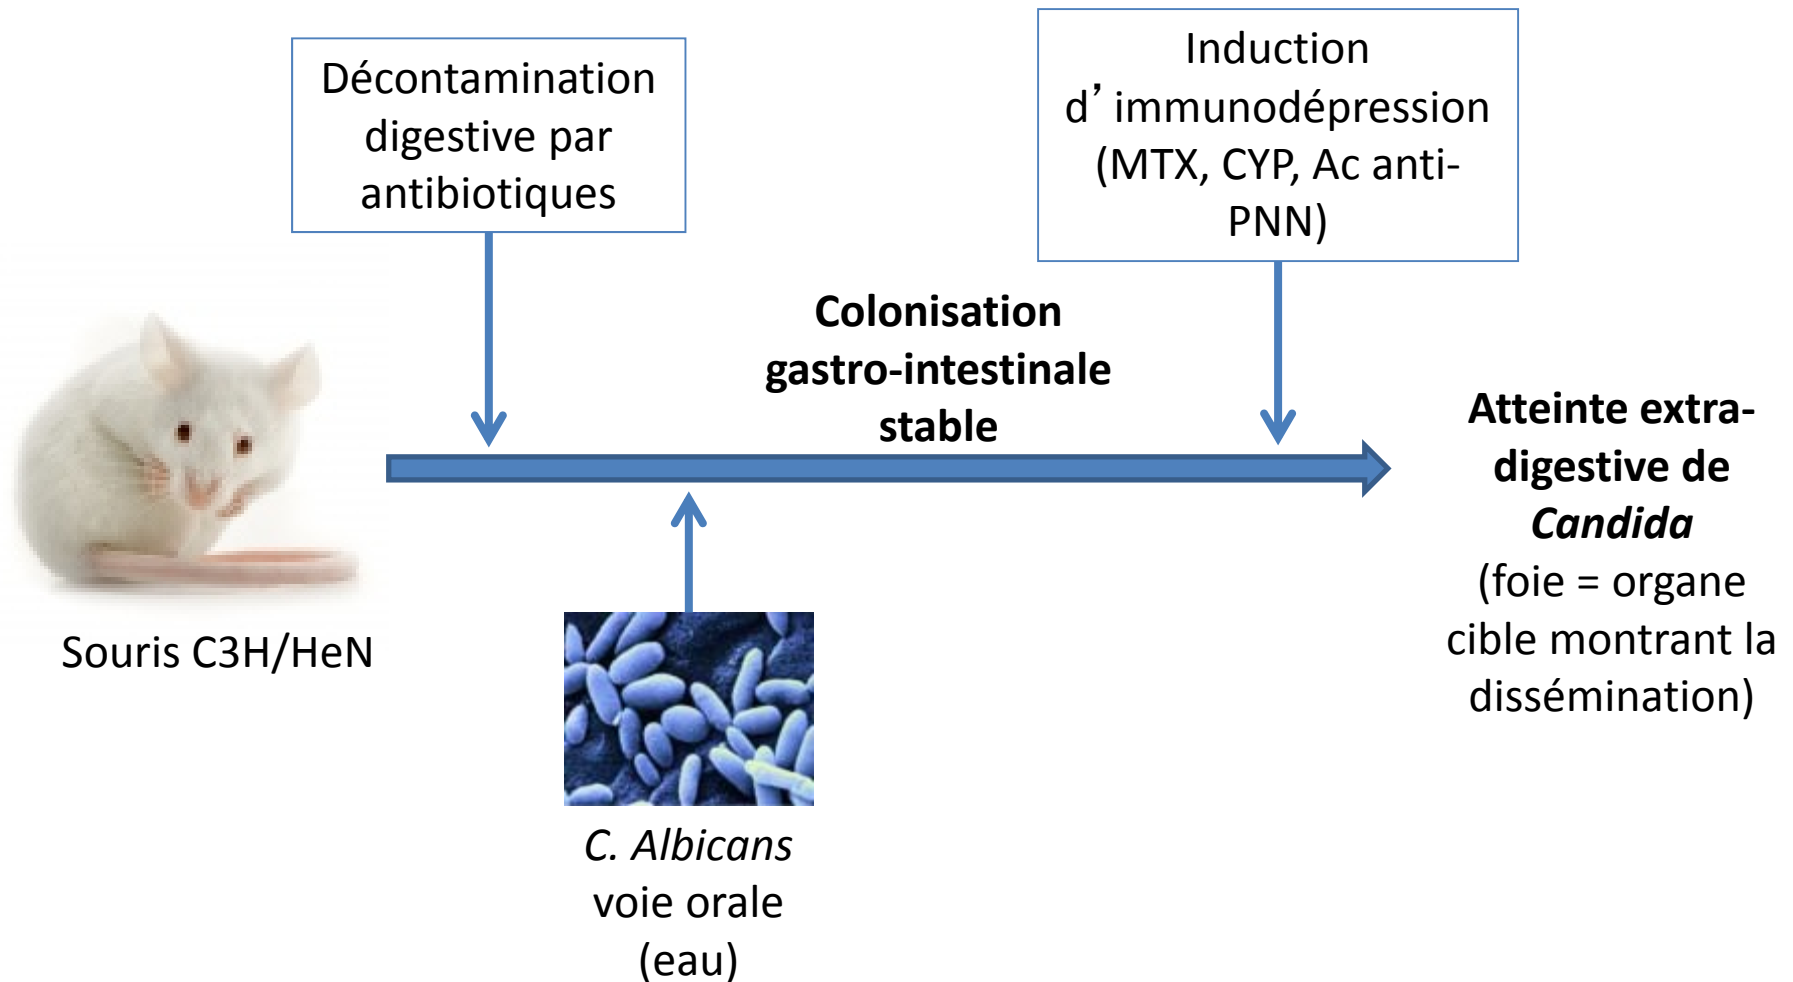 Décontamination
digestive par
antibiotiques
Induction
d’immunodépression
(MTX, CYP, Ac anti-
PNN)
Colonisation
gastro-intestinale
stable
Atteinte extra-
digestive de
Candida
(foie = organe
cible montrant la
dissémination)
Souris C3H/HeN
C. Albicans
voie orale
(eau)